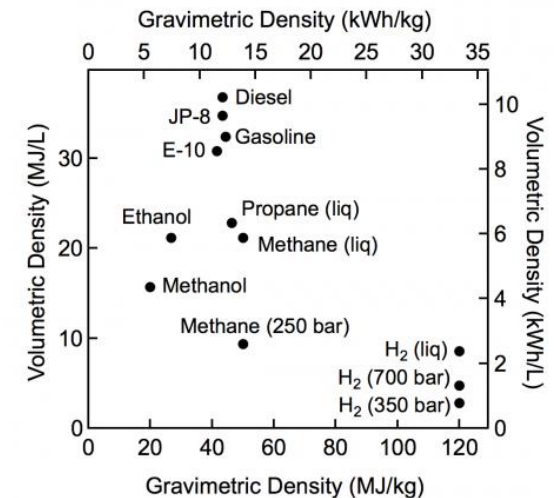 Gravimetric Density (kWh/kg)
0 5 10 15 20 25 30 35
Volumetric Density (MJ/L)
30
20
10
0
Diesel
JP-8
Gasoline
E-10
Ethanol
Propane (liq)
Methane (liq)
Methanol
Methane (250 bar)
H₂ (liq)
H₂ (700 bar)
H₂ (350 bar)
10
8
6
4
2
0
Volumetric Density (kWh/L)
0 20 40 60 80 100 120
Gravimetric Density (MJ/kg)